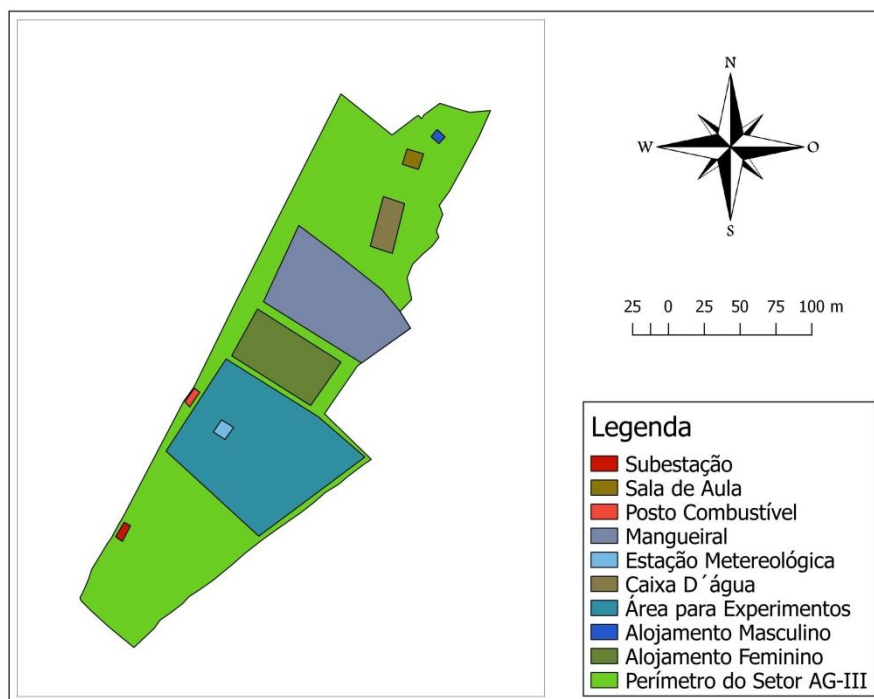 N
W O
S
25 0 25 50 75 100 m
Legenda
Subestação
Sala de Aula
Posto Combustível
Mangueiral
Estação Metereológica
Caixa D´água
Área para Experimentos
Alojamento Masculino
Alojamento Feminino
Perímetro do Setor AG-III